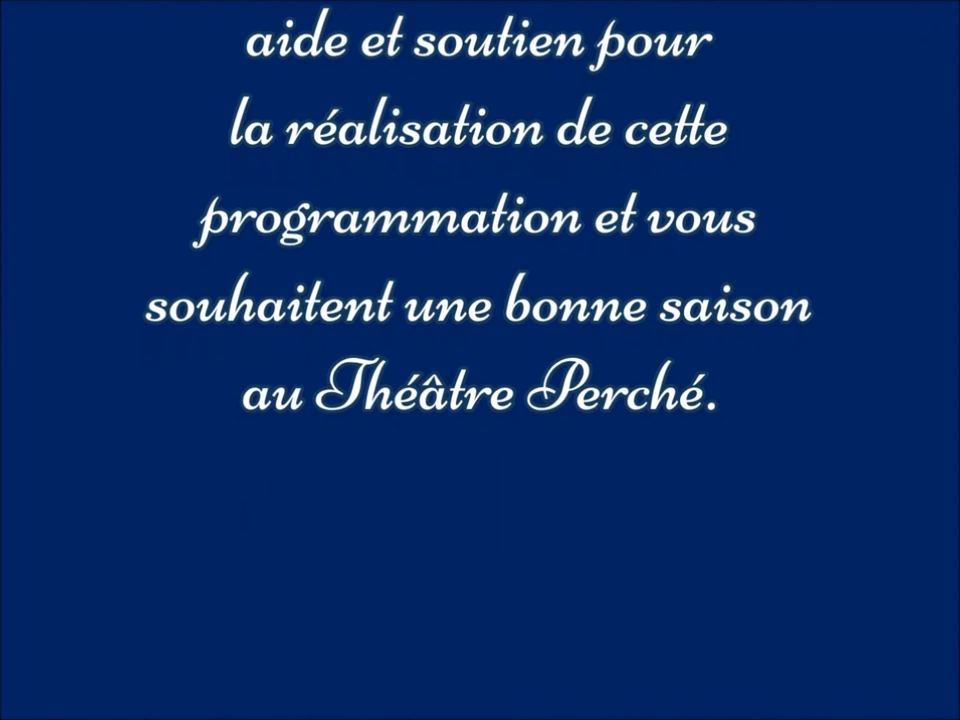 aide et soutien pour
la réalisation de cette
programmation et vous
souhaitent une bonne saison
au Théâtre Perché.